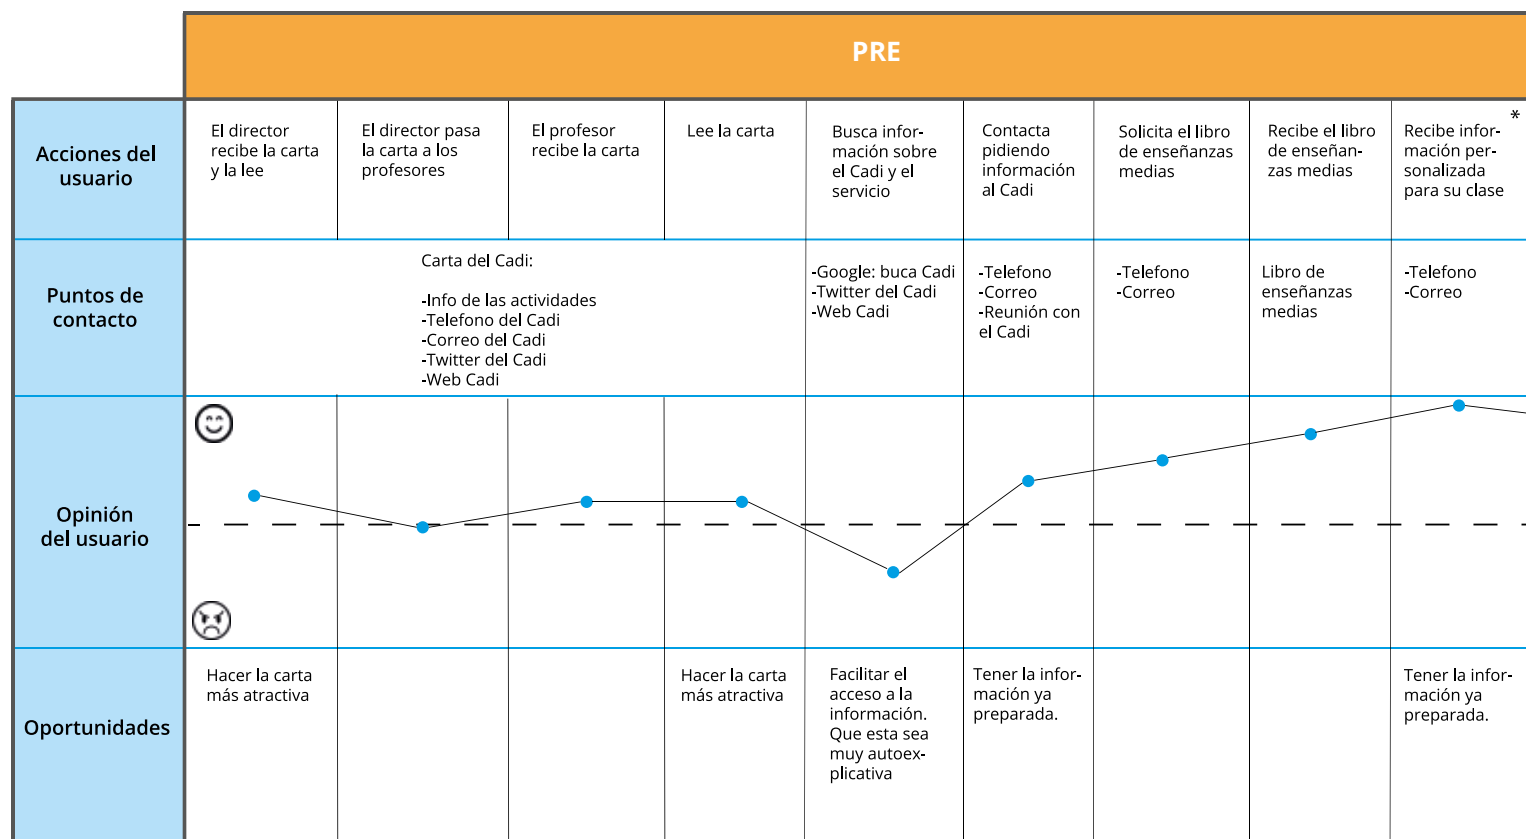 PRE
Acciones del
usuario
El director
recibe la carta
y la lee
El director pasa
la carta a los
profesores
El profesor
recibe la carta
Lee la carta
Busca infor-
mación sobre
el Cadi y el
servicio
Contacta
pidiendo
información
al Cadi
Solicita el libro
de enseñanzas
medias
Recibe el libro
de enseñan-
zas medias
Recibe infor-
mación per-
sonalizada
para su clase
*
Puntos de
contacto
Carta del Cadi:
-Info de las actividades
-Telefono del Cadi
-Correo del Cadi
-Twitter del Cadi
-Web Cadi
-Google: buca Cadi
-Twitter del Cadi
-Web Cadi
-Telefono
-Correo
-Reunión con
el Cadi
-Telefono
-Correo
Libro de
enseñanzas
medias
-Telefono
-Correo
Opinión
del usuario
Oportunidades
Hacer la carta
más atractiva
Hacer la carta
más atractiva
Facilitar el
acceso a la
información.
Que esta sea
muy autoex-
plicativa
Tener la infor-
mación ya
preparada.
Tener la infor-
mación ya
preparada.